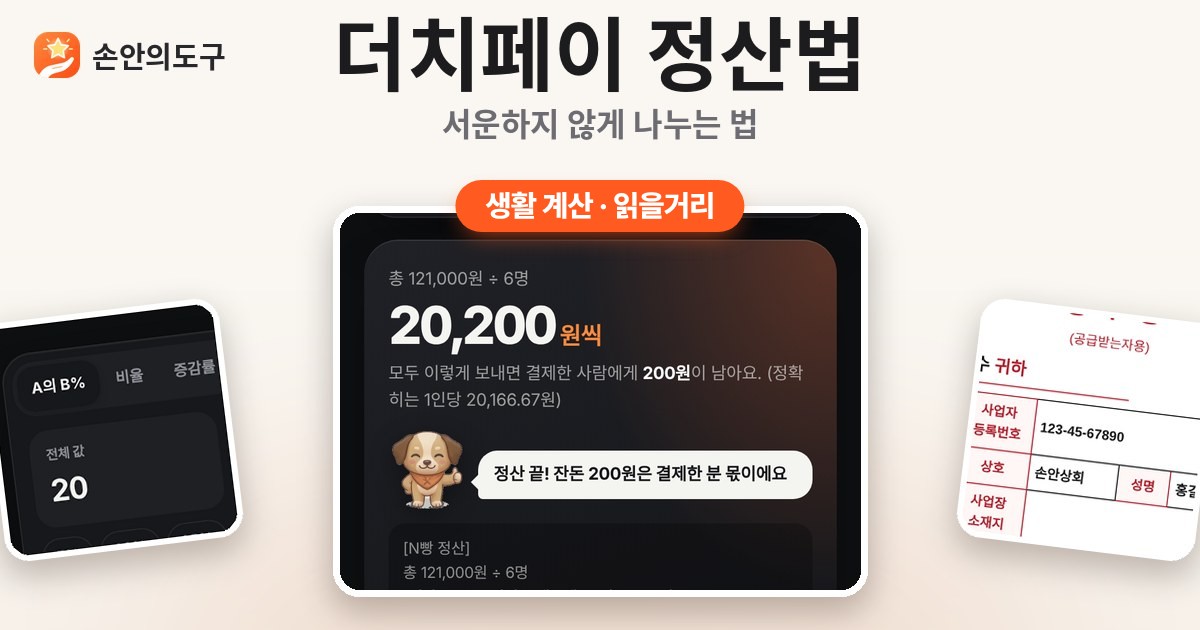 손안의도구
더치페이 정산법
서운하지 않게 나누는 법
생활 계산 · 읽을거리
총 121,000원 ÷ 6명
20,200원씩
모두 이렇게 보내면 결제한 사람에게 200원이 남아요. (정확
히는 1인당 20,166.67원)
정산 끝! 잔돈 200원은 결제한 분 몫이에요
[N빵 정산]
총 121,000원 ÷ 6명
A의 B% 비율 증감률
전체 값
20
(공급받는자용)
귀하
사업자
등록번호
123-45-67890
상호 손안상회 성명
사업장
소재지